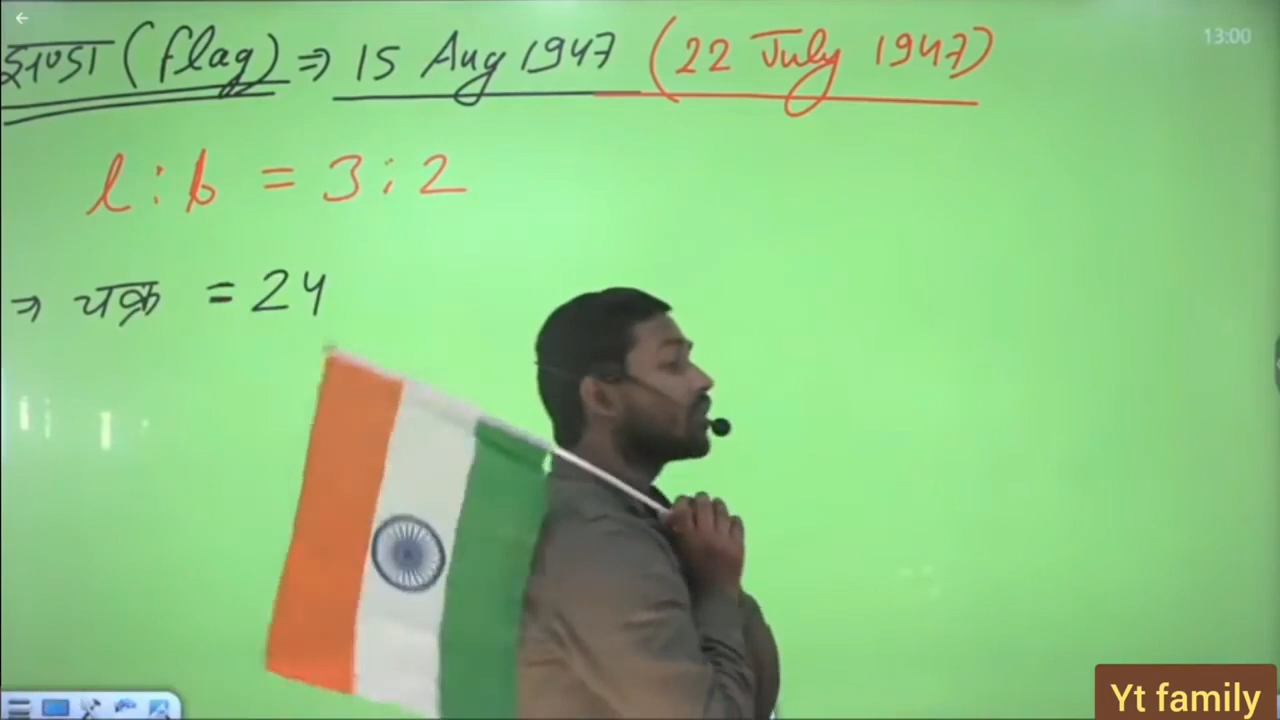 झण्डा (flag) ⇒ 15 Aug 1947 (22 July 1947)
13:00
l : b = 3 : 2
⇒ चक्र = 24
Yt family